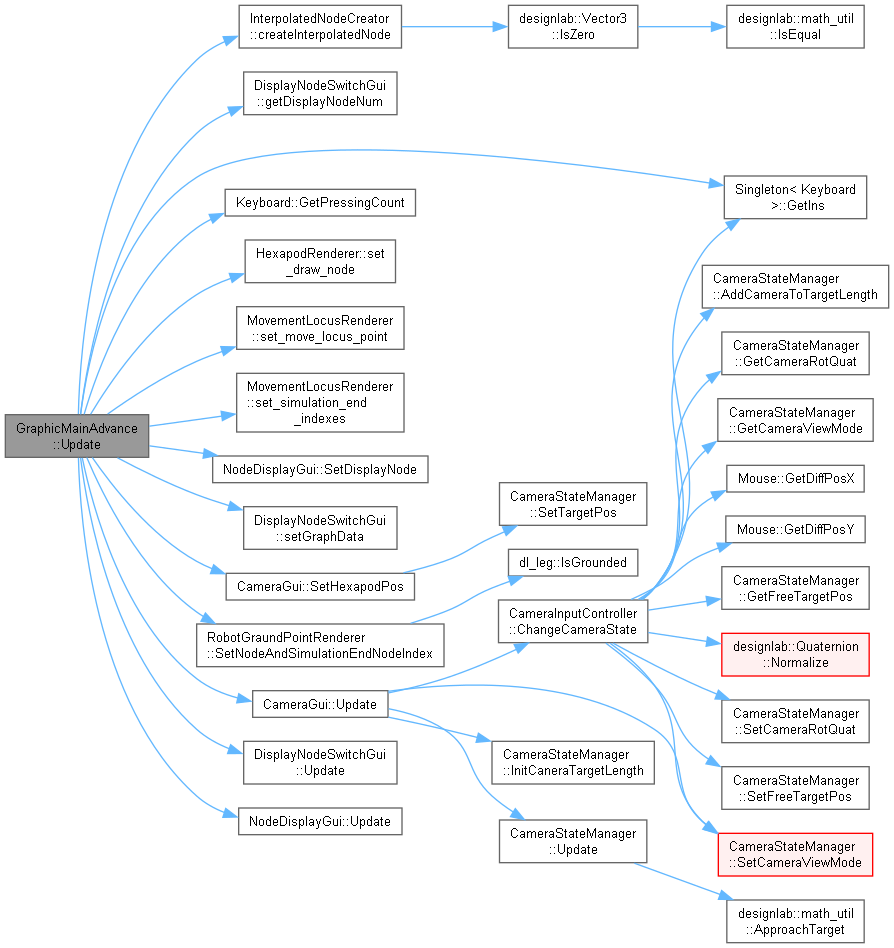 GraphicMainAdvance
::Update
InterpolatedNodeCreator
::createInterpolatedNode
designlab::Vector3
::IsZero
designlab::math_util
::IsEqual
DisplayNodeSwitchGui
::getDisplayNodeNum
Singleton< Keyboard
>::GetIns
Keyboard::GetPressingCount
HexapodRenderer::set
_draw_node
MovementLocusRenderer
::set_move_locus_point
MovementLocusRenderer
::set_simulation_end
_indexes
NodeDisplayGui::SetDisplayNode
DisplayNodeSwitchGui
::setGraphData
CameraGui::SetHexapodPos
CameraStateManager
::SetTargetPos
RobotGraundPointRenderer
::SetNodeAndSimulationEndNodeIndex
dl_leg::IsGrounded
CameraGui::Update
CameraInputController
::ChangeCameraState
CameraStateManager
::AddCameraToTargetLength
CameraStateManager
::GetCameraRotQuat
CameraStateManager
::GetCameraViewMode
Mouse::GetDiffPosX
Mouse::GetDiffPosY
CameraStateManager
::GetFreeTargetPos
designlab::Quaternion
::Normalize
CameraStateManager
::SetCameraRotQuat
CameraStateManager
::SetFreeTargetPos
CameraStateManager
::SetCameraViewMode
CameraStateManager
::InitCaneraTargetLength
CameraStateManager
::Update
designlab::math_util
::ApproachTarget
DisplayNodeSwitchGui
::Update
NodeDisplayGui::Update